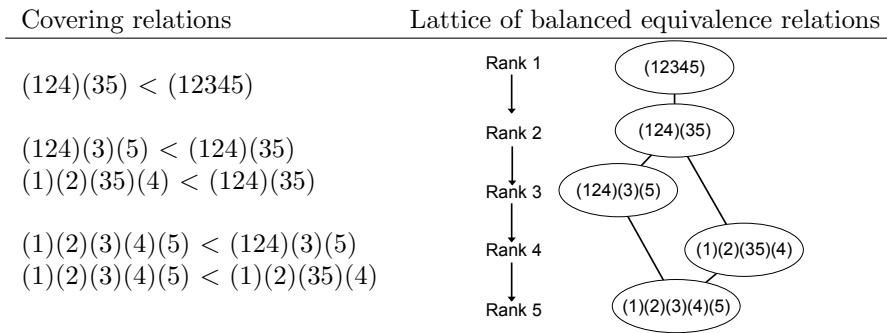 Covering relations
Lattice of balanced equivalence relations
(124)(35) < (12345)
(124)(3)(5) < (124)(35)
(1)(2)(35)(4) < (124)(35)
(1)(2)(3)(4)(5) < (124)(3)(5)
(1)(2)(3)(4)(5) < (1)(2)(35)(4)
Rank 1
(12345)
Rank 2
(124)(35)
Rank 3
(124)(3)(5)
Rank 4
(1)(2)(35)(4)
Rank 5
(1)(2)(3)(4)(5)